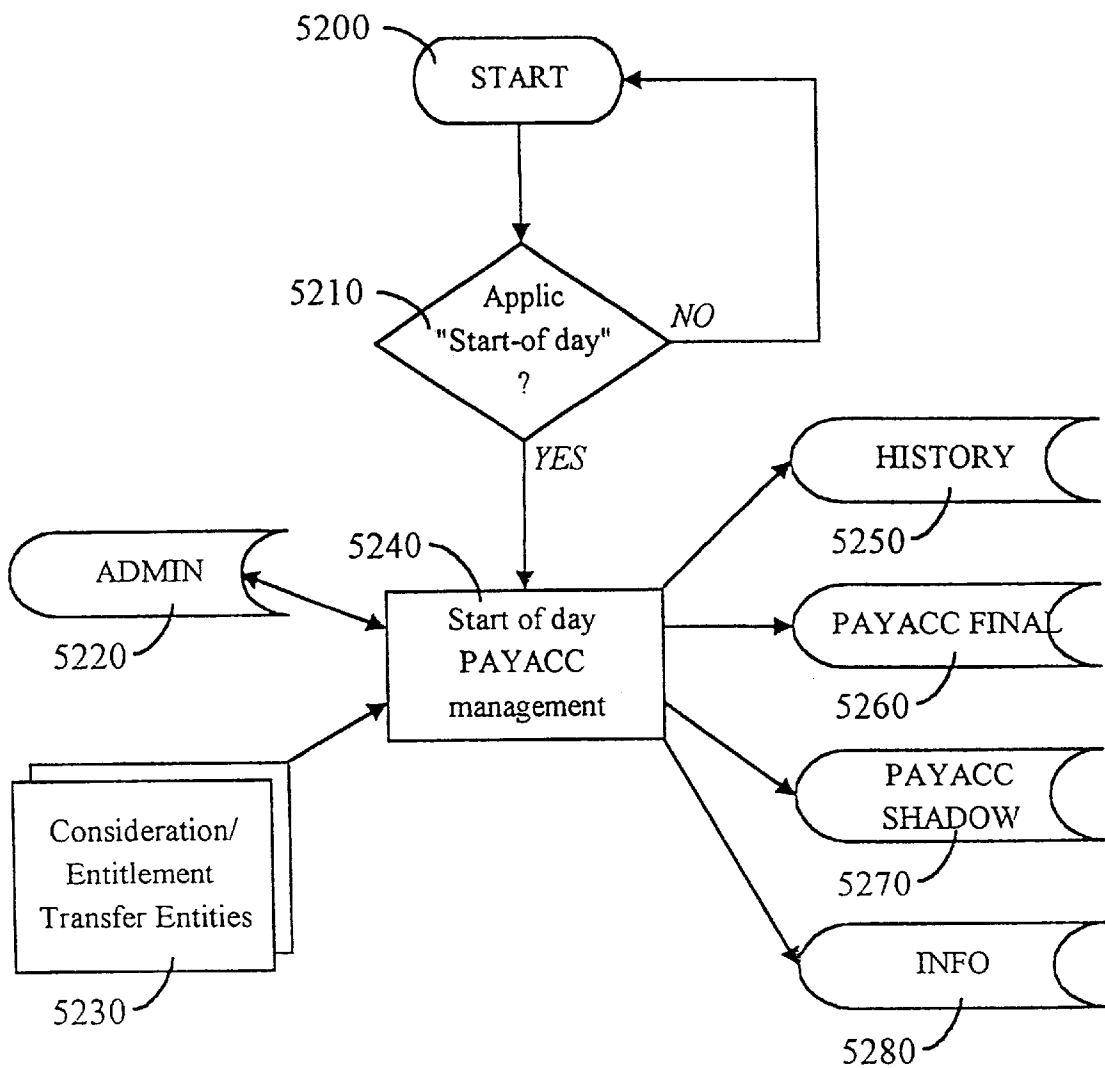 5200
START
5210
Applic
"Start-of day"
?
NO
YES
HISTORY
5250
ADMIN
5220
5240
Start of day
PAYACC
management
PAYACC FINAL
5260
PAYACC
SHADOW
5270
Consideration/
Entitlement
Transfer Entities
5230
INFO
5280